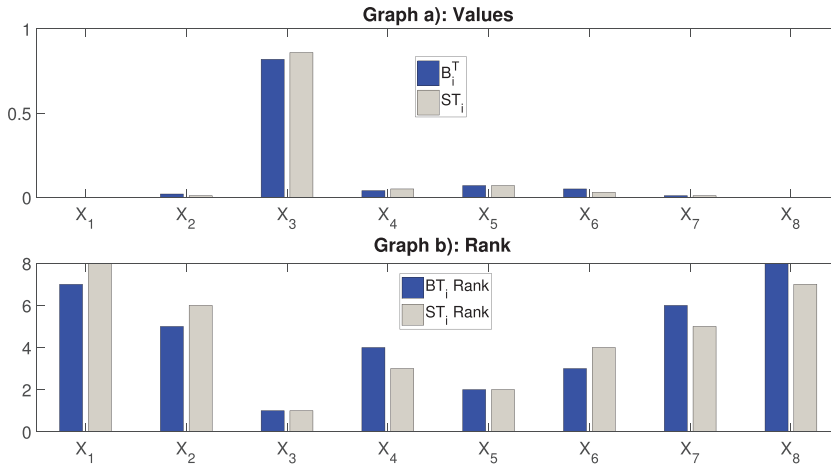 Graph a): Values
1
0.5
0
B_i^T
ST_i
X_1 X_2 X_3 X_4 X_5 X_6 X_7 X_8
Graph b): Rank
8
6
4
2
0
BT_i Rank
ST_i Rank
X_1 X_2 X_3 X_4 X_5 X_6 X_7 X_8